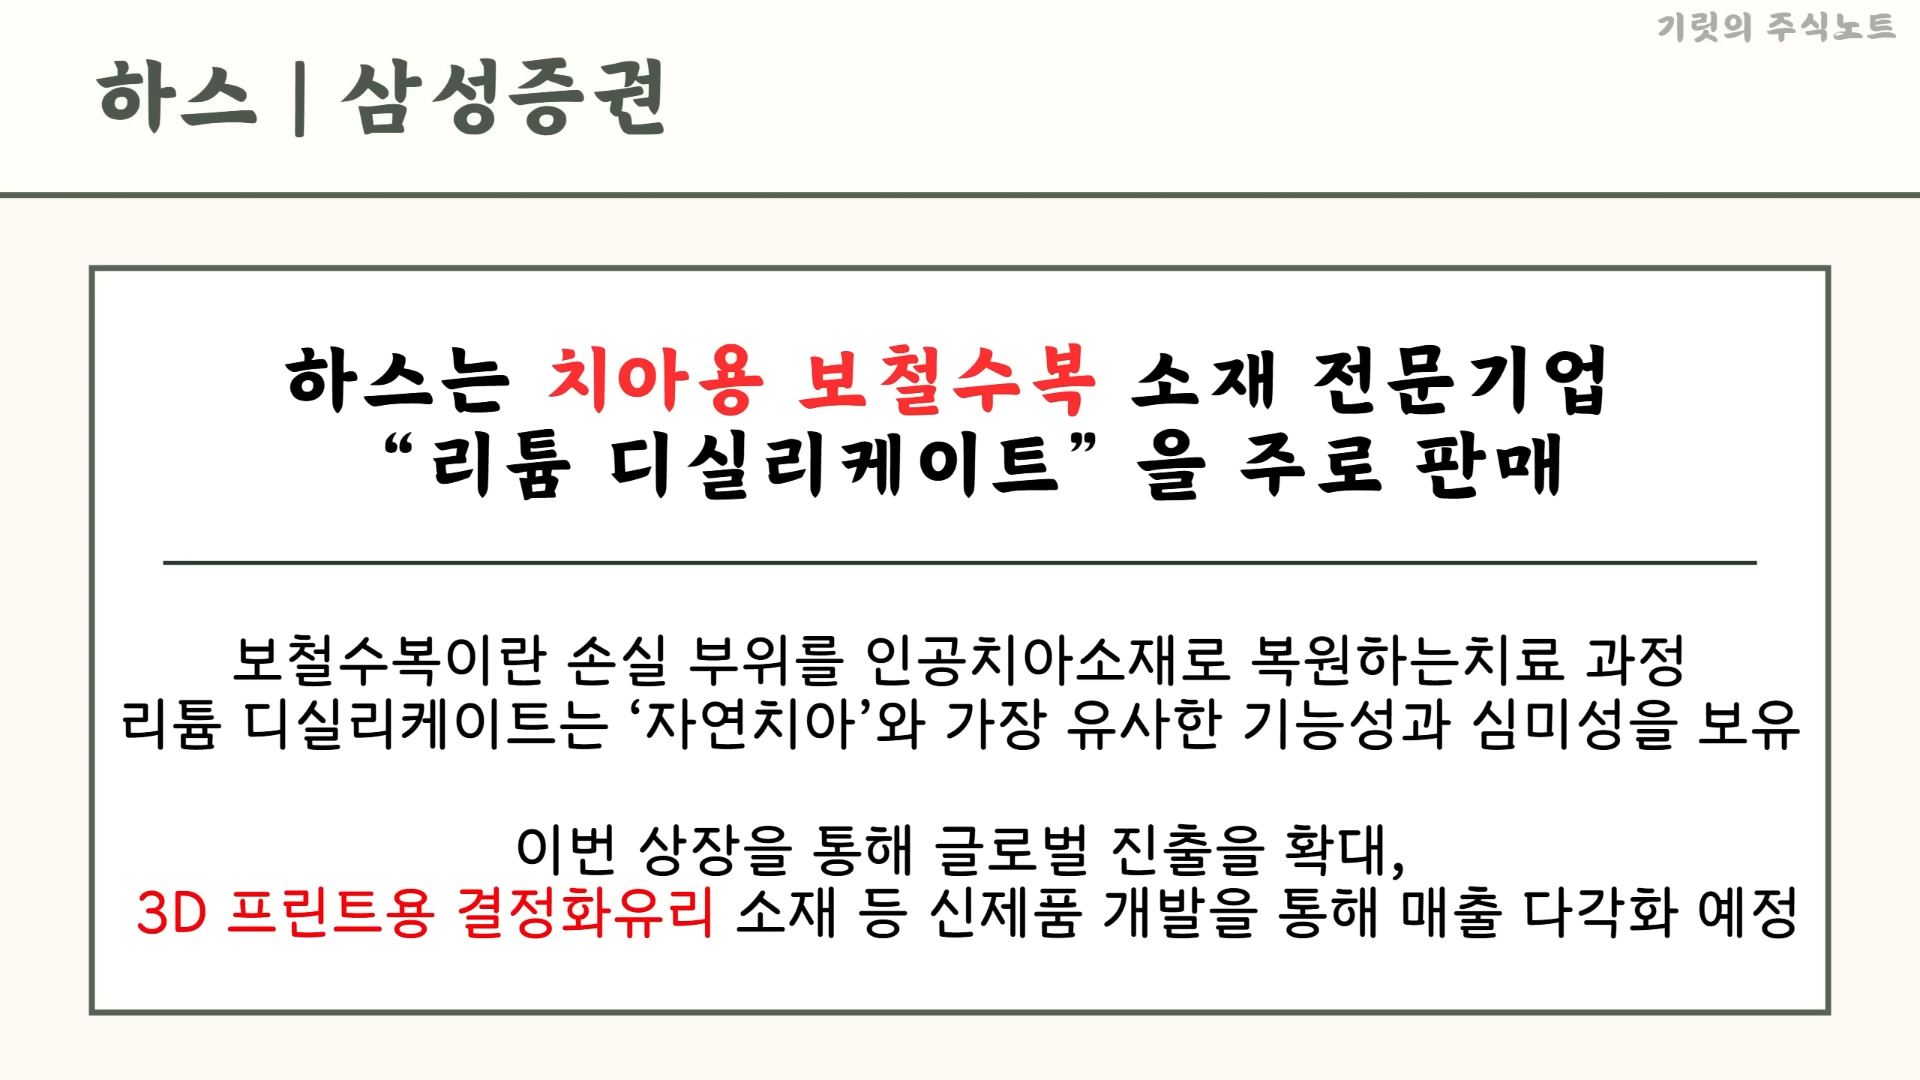 기릿의 주식노트
하스 | 삼성증권
하스는 치아용 보철수복 소재 전문기업
“리튬 디실리케이트” 을 주로 판매
보철수복이란 손실 부위를 인공치아소재로 복원하는치료 과정
리튬 디실리케이트는 ‘자연치아’와 가장 유사한 기능성과 심미성을 보유
이번 상장을 통해 글로벌 진출을 확대,
3D 프린트용 결정화유리 소재 등 신제품 개발을 통해 매출 다각화 예정